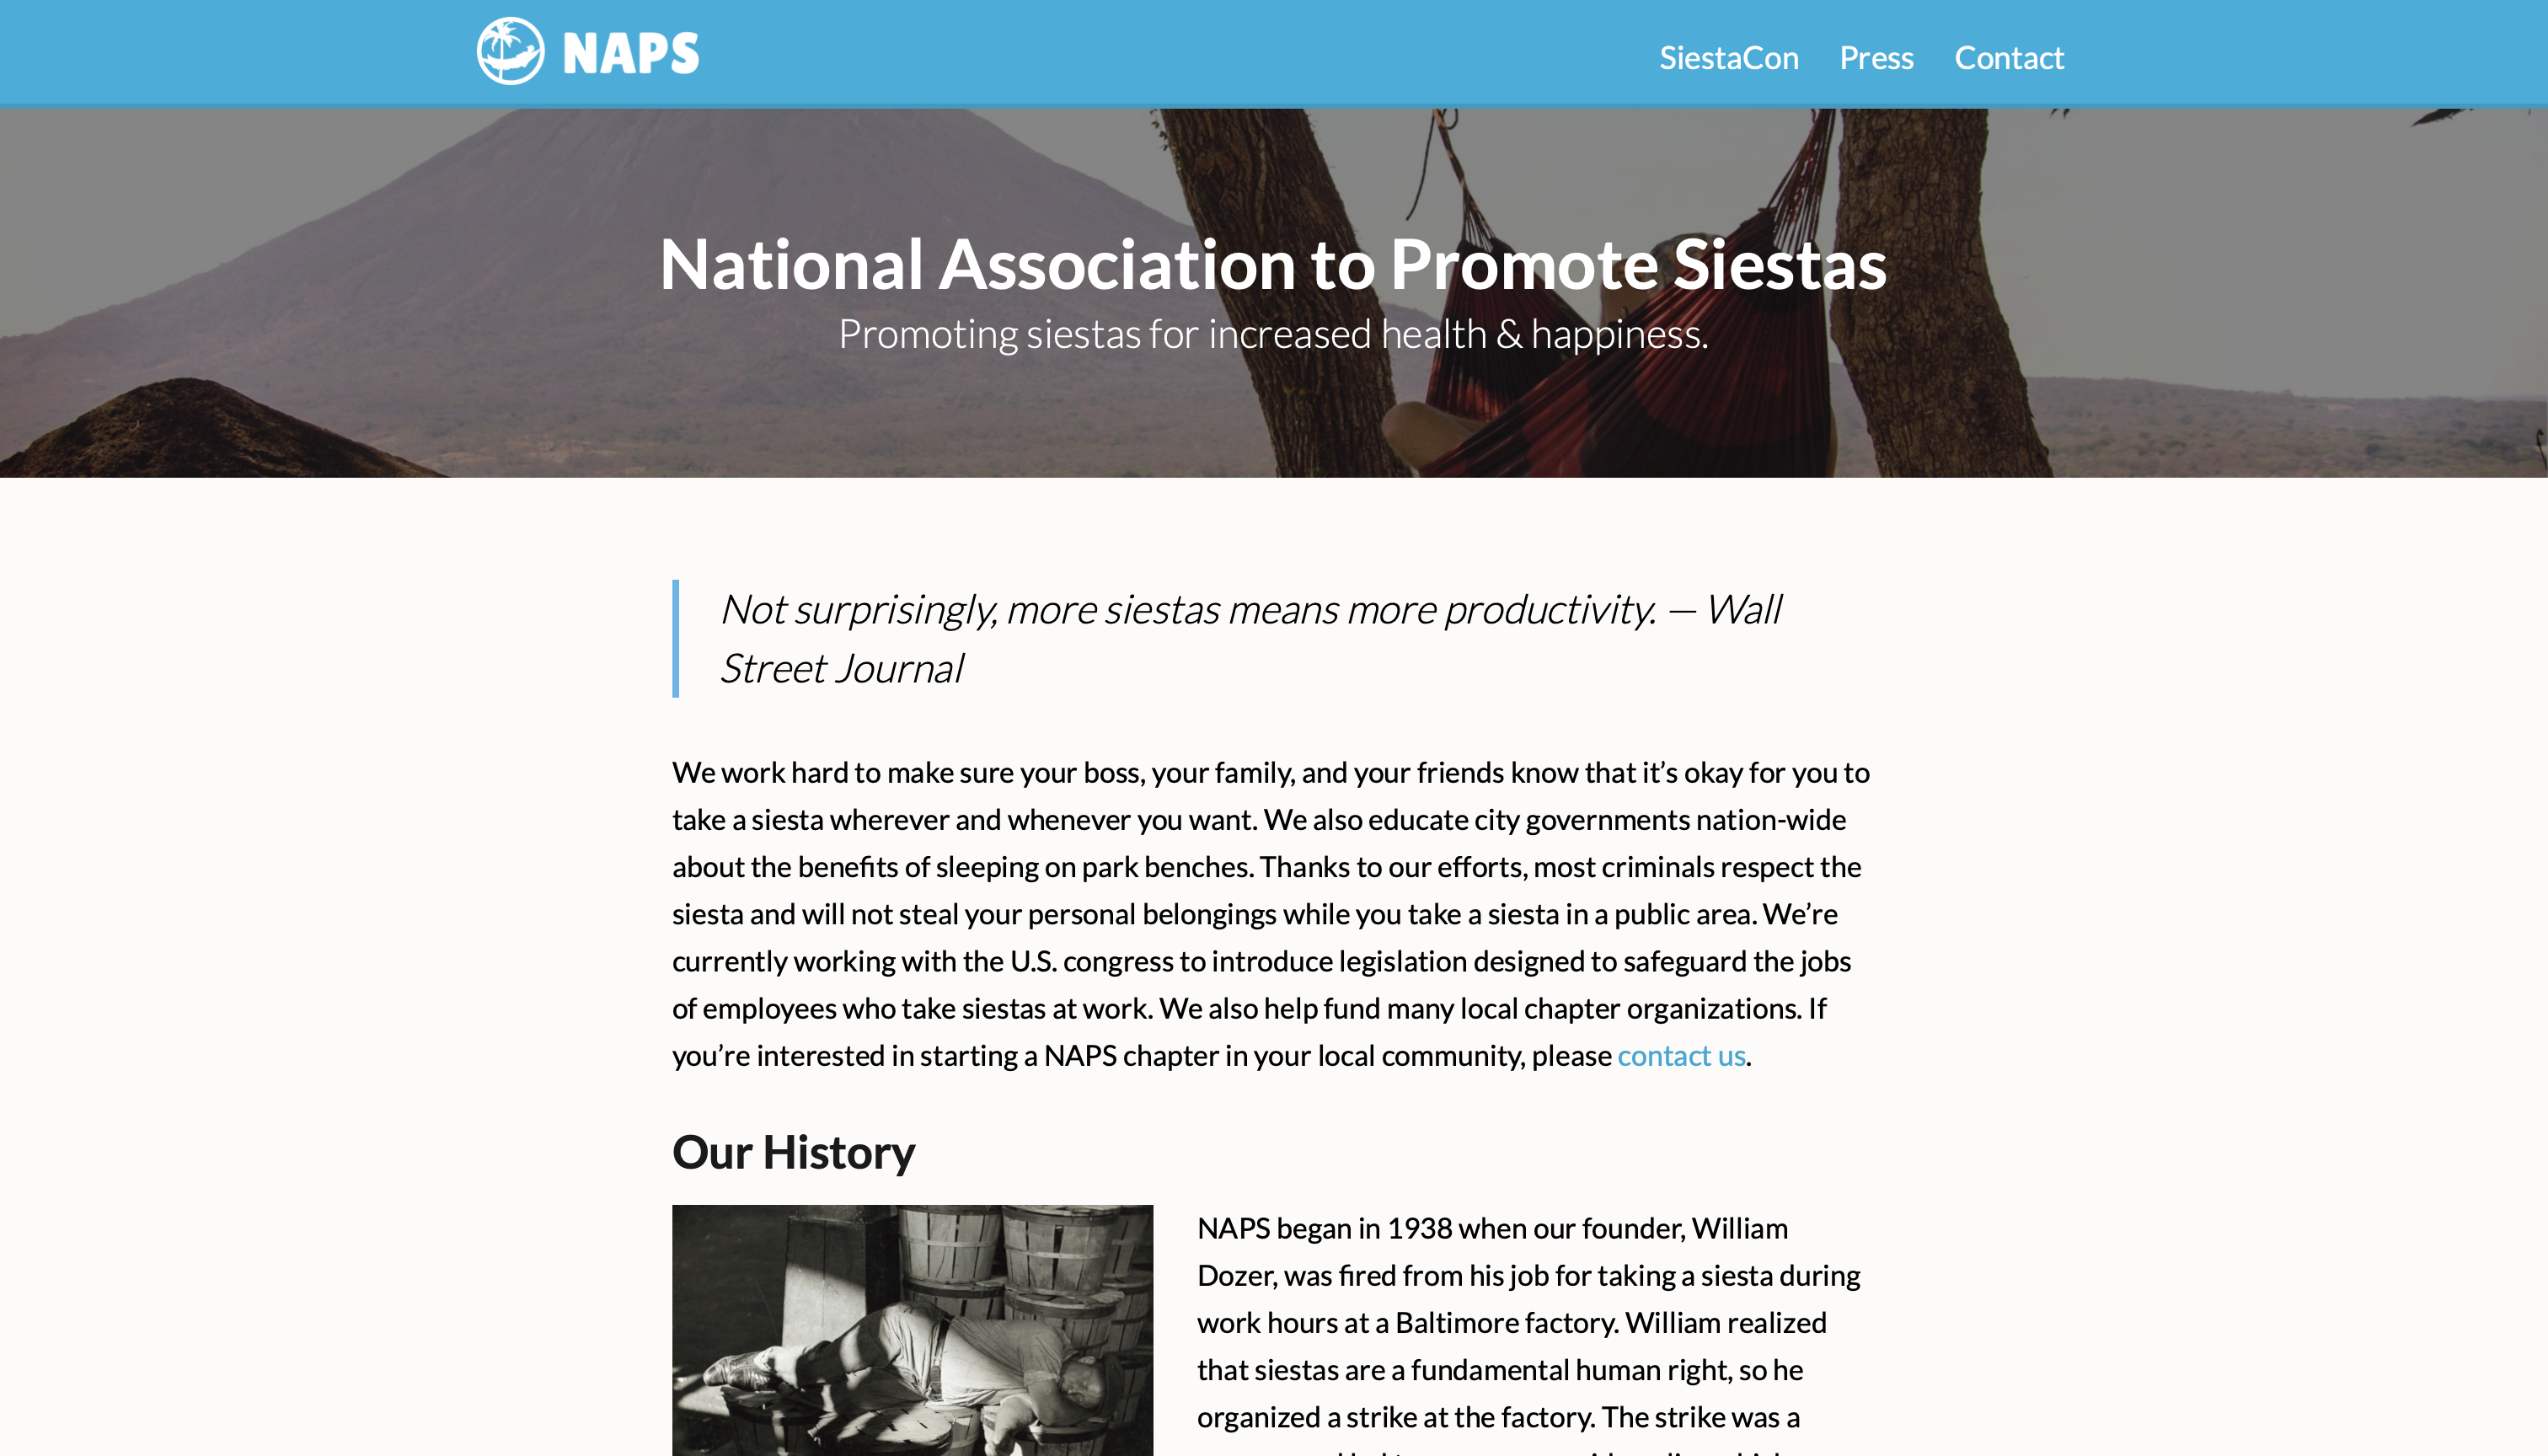 NAPS
SiestaCon Press Contact
National Association to Promote Siestas
Promoting siestas for increased health & happiness.
Not surprisingly, more siestas means more productivity. — Wall
Street Journal
We work hard to make sure your boss, your family, and your friends know that it’s okay for you to
take a siesta wherever and whenever you want. We also educate city governments nation-wide
about the benefits of sleeping on park benches. Thanks to our efforts, most criminals respect the
siesta and will not steal your personal belongings while you take a siesta in a public area. We’re
currently working with the U.S. congress to introduce legislation designed to safeguard the jobs
of employees who take siestas at work. We also help fund many local chapter organizations. If
you’re interested in starting a NAPS chapter in your local community, please contact us.
Our History
NAPS began in 1938 when our founder, William
Dozer, was fired from his job for taking a siesta during
work hours at a Baltimore factory. William realized
that siestas are a fundamental human right, so he
organized a strike at the factory. The strike was a